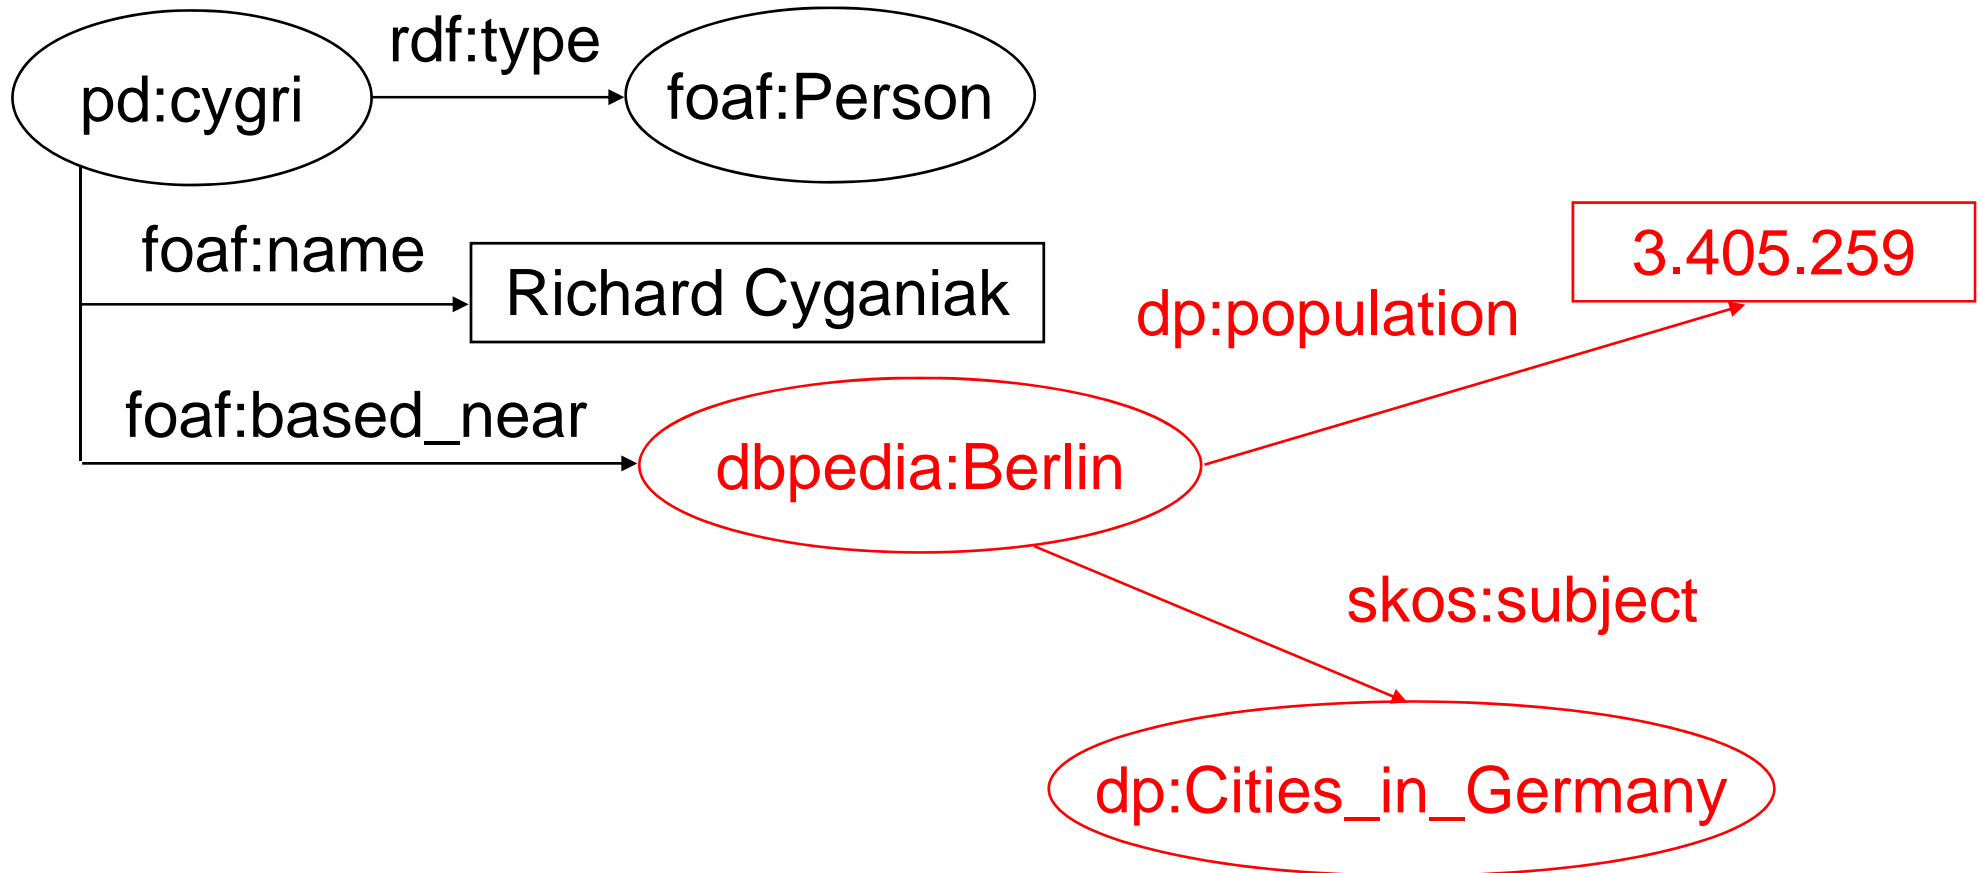 rdf:type
pd:cygri
foaf:Person
foaf:name
Richard Cyganiak
3.405.259
dp:population
foaf:based_near
dbpedia:Berlin
skos:subject
dp:Cities_in_Germany